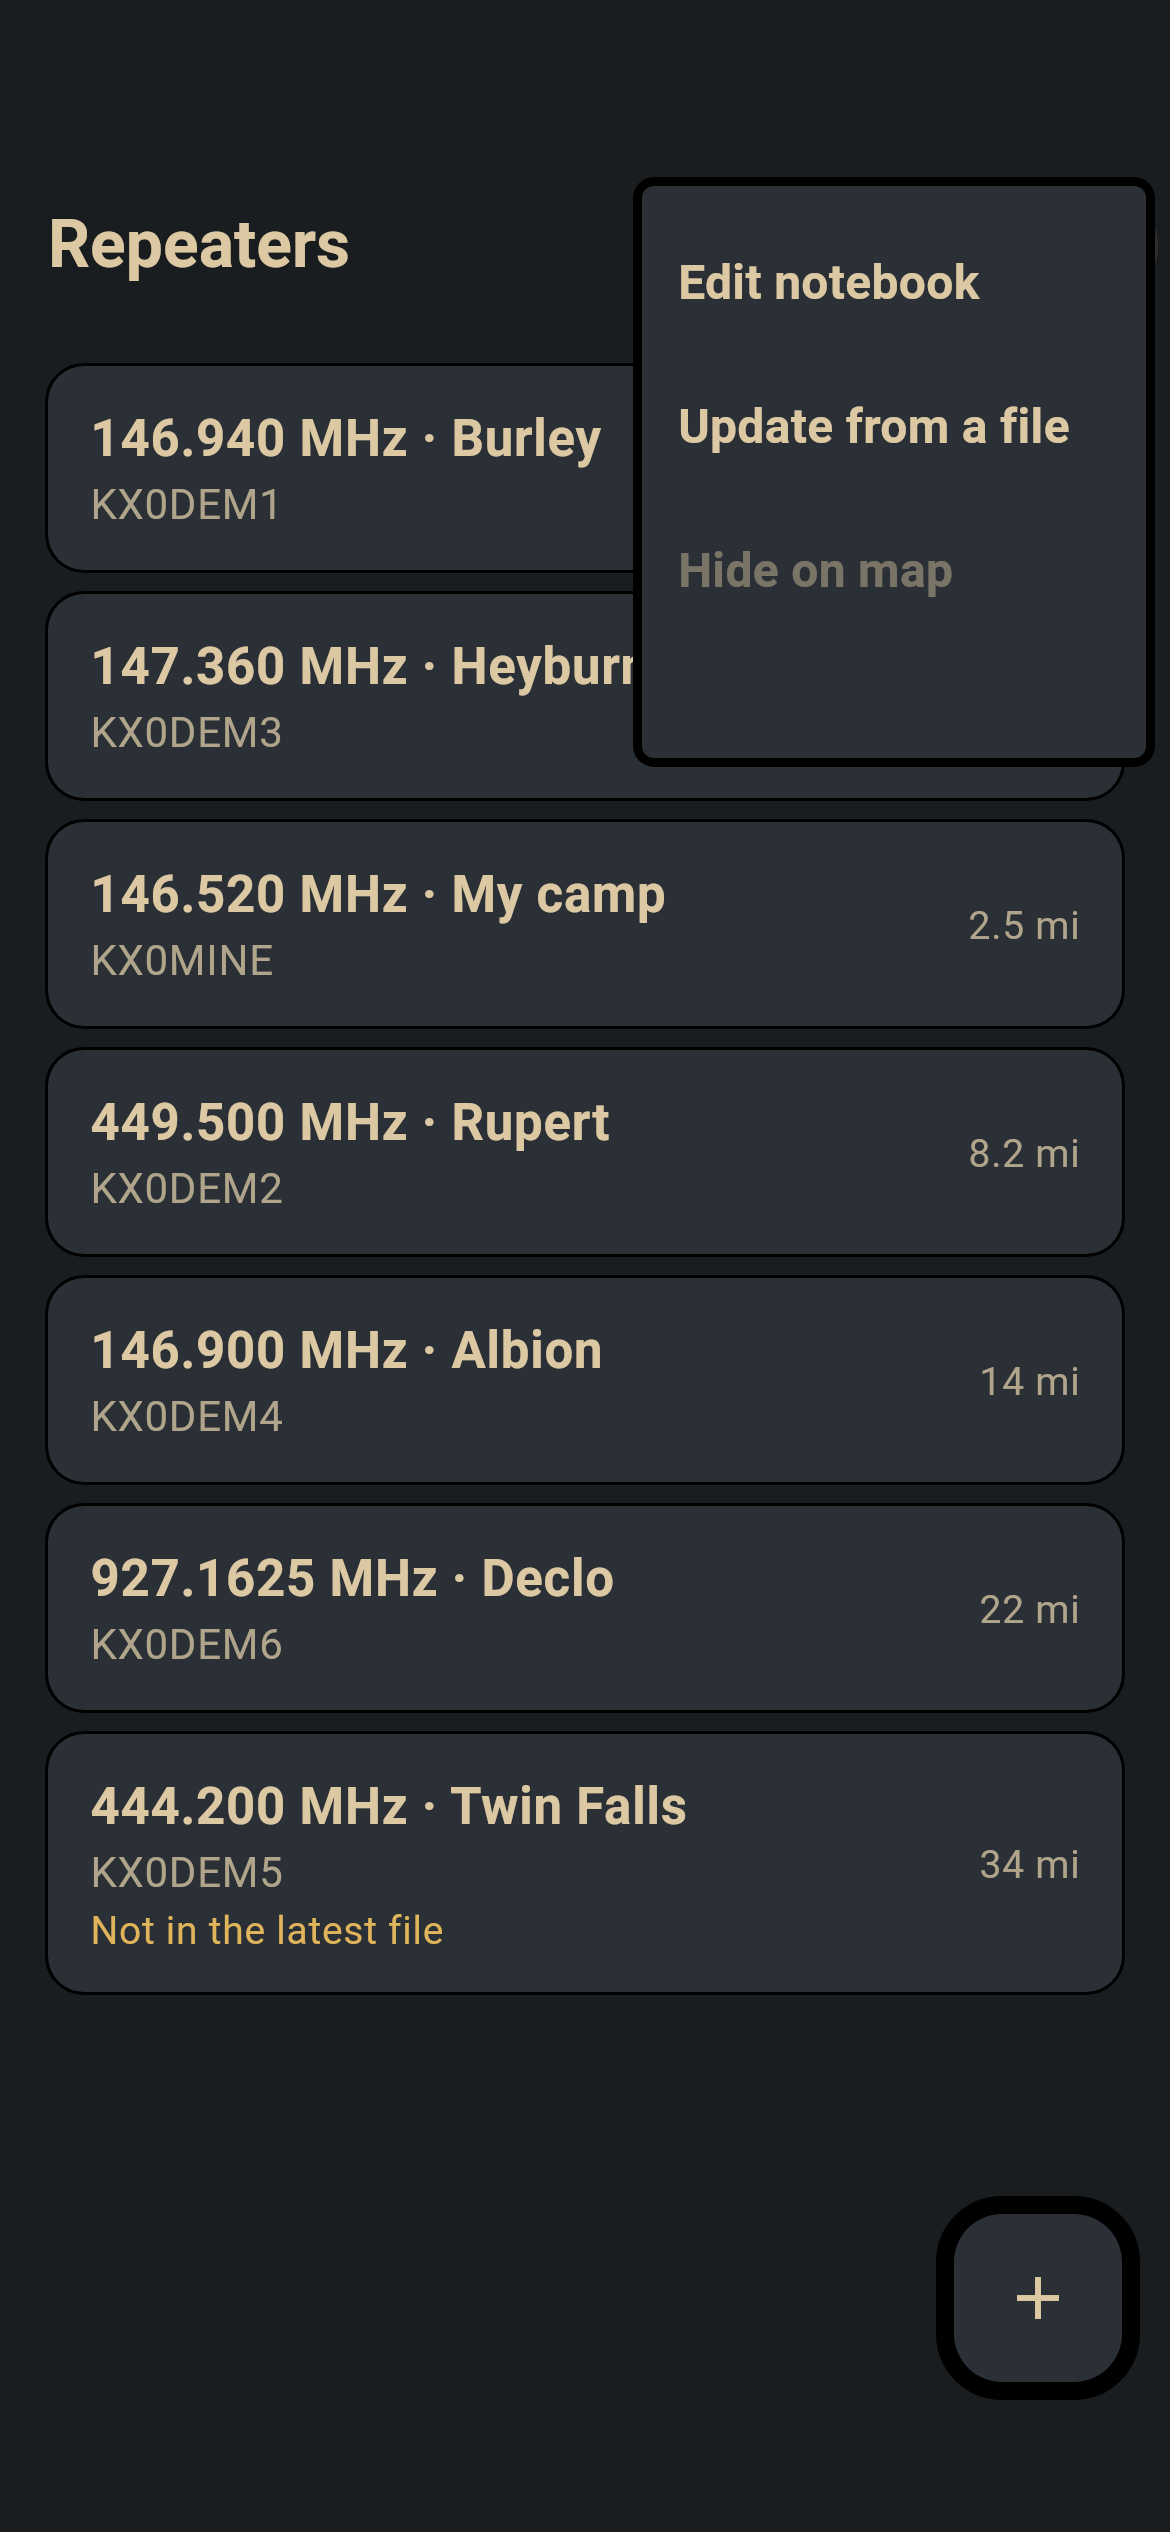 Repeaters
Edit notebook
Update from a file
Hide on map
146.940 MHz · Burley
KX0DEM1
147.360 MHz · Heyburn
KX0DEM3
146.520 MHz · My camp
KX0MINE
2.5 mi
449.500 MHz · Rupert
KX0DEM2
8.2 mi
146.900 MHz · Albion
KX0DEM4
14 mi
927.1625 MHz · Declo
KX0DEM6
22 mi
444.200 MHz · Twin Falls
KX0DEM5
Not in the latest file
34 mi